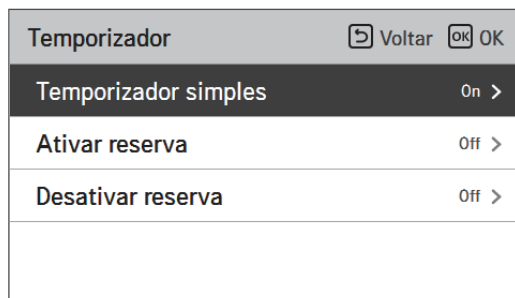 Temporizador Voltar OK OK
Temporizador simples On >
Ativar reserva Off >
Desativar reserva Off >